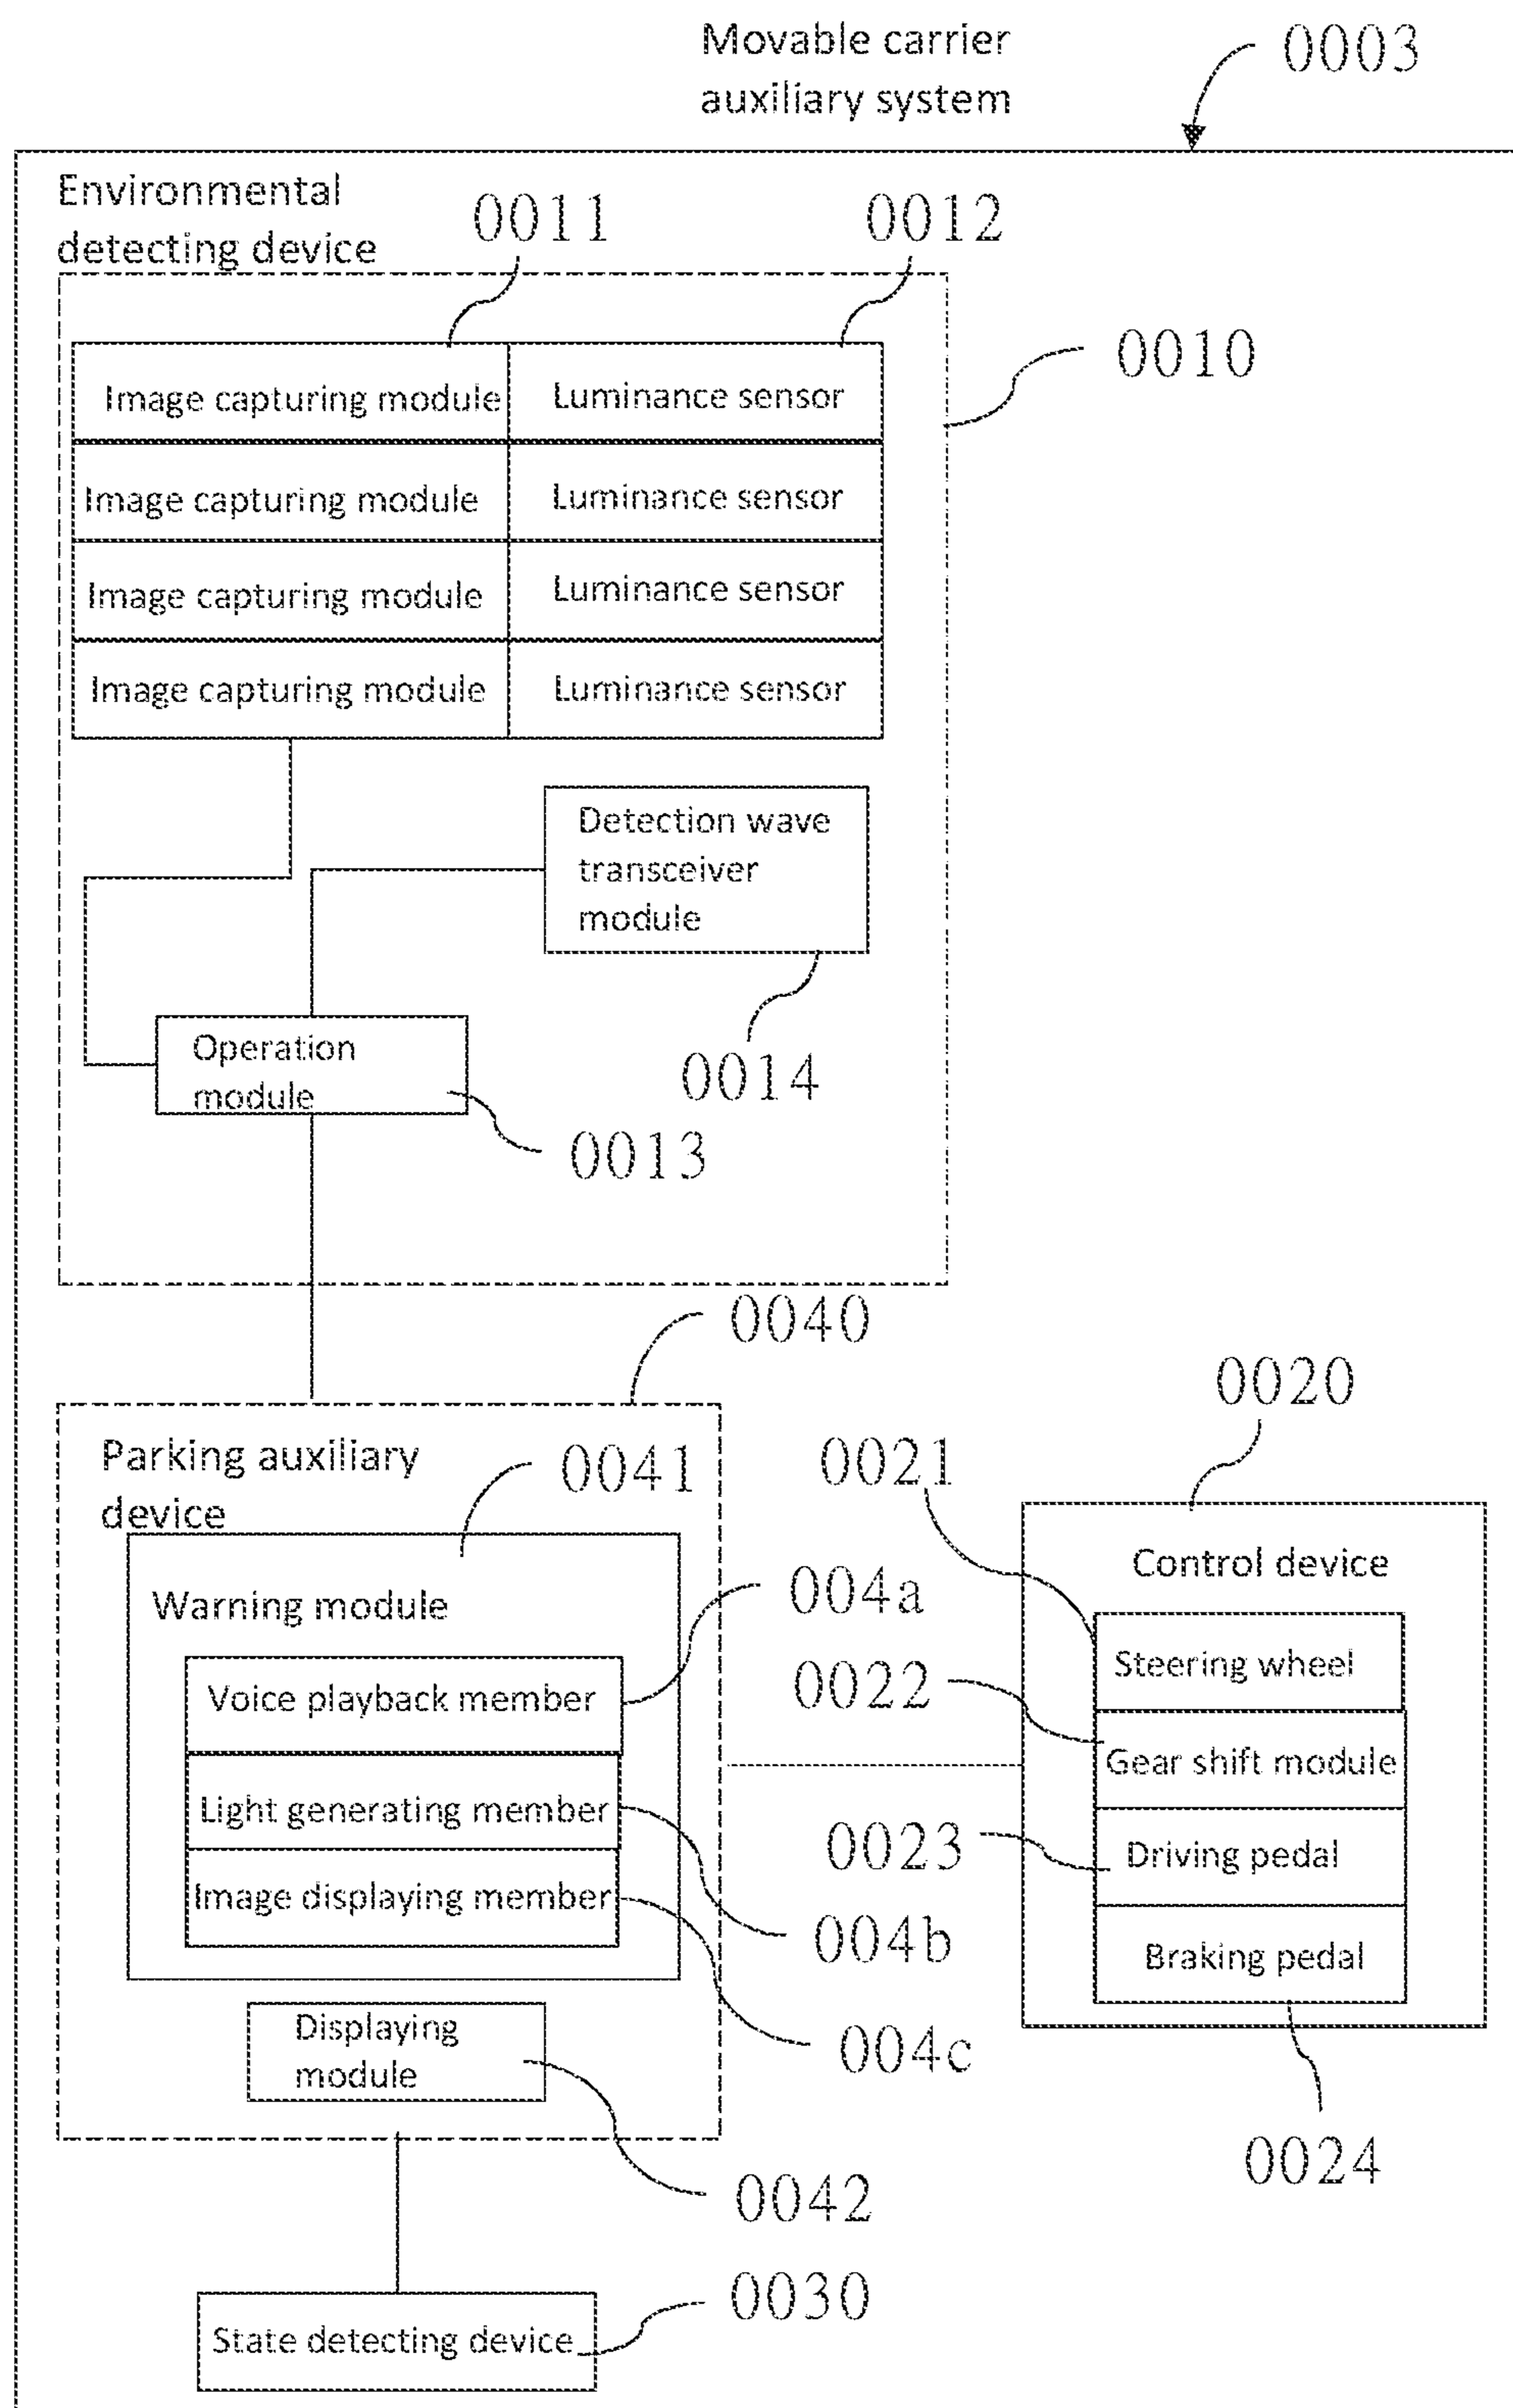 Movable carrier
auxiliary system
0003
Environmental
detecting device
0011
0012
0010
Image capturing module
Luminance sensor
Image capturing module
Luminance sensor
Image capturing module
Luminance sensor
Image capturing module
Luminance sensor
Detection wave
transceiver
module
0014
Operation
module
0013
0040
Parking auxiliary
device
0041
Warning module
004a
Voice playback member
Light generating member
Image displaying member
004b
004c
Displaying
module
0042
0020
0021
Control device
0022
Steering wheel
Gear shift module
0023
Driving pedal
Braking pedal
0024
0030
State detecting device